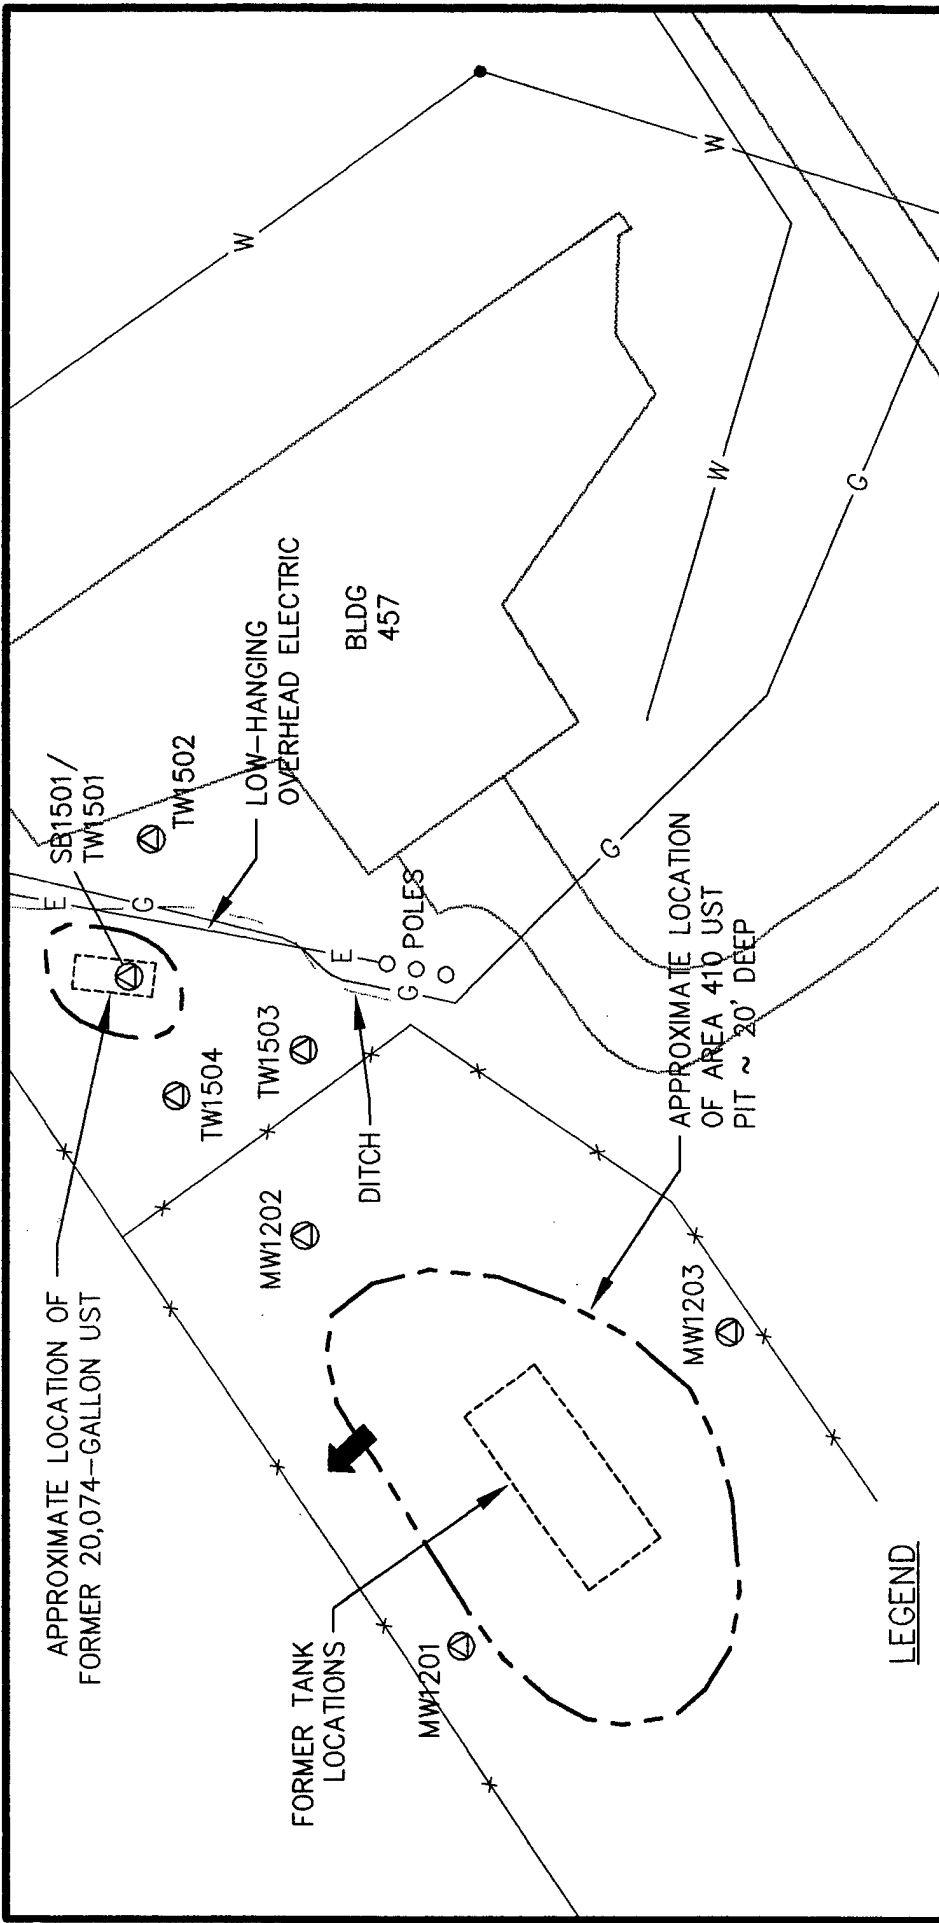 APPROXIMATE LOCATION OF
FORMER 20,074-GALLON UST
SB1501/
TW1501
TW1502
E
G
W
TW1504
LOW-HANGING
OVERHEAD ELECTRIC
FORMER TANK
LOCATIONS
MW1202
TW1503
E
BLDG
457
DITCH
G
POLES
MW1201
G
W
W
MW1203
APPROXIMATE LOCATION
OF AREA 410 UST
PIT ~ 20' DEEP
G
LEGEND